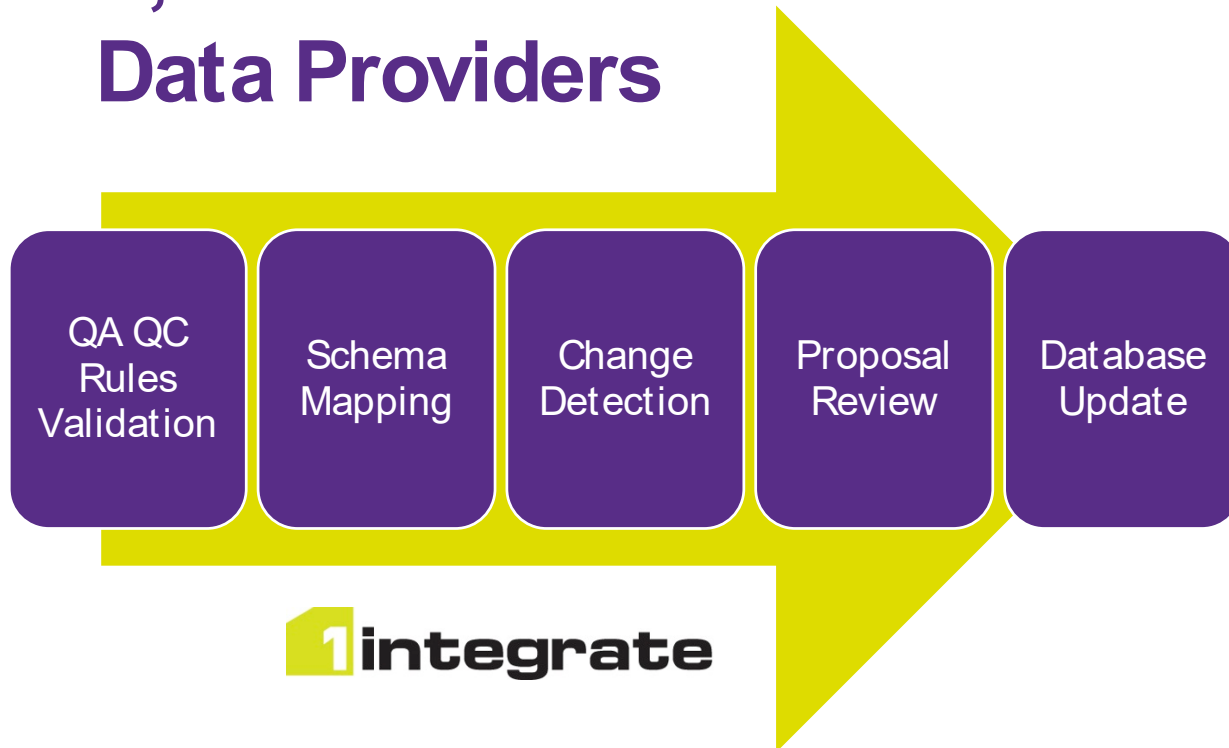 Data Providers
QA QC
Rules
Validation
Schema
Mapping
Change
Detection
Proposal
Review
Database
Update
1integrate